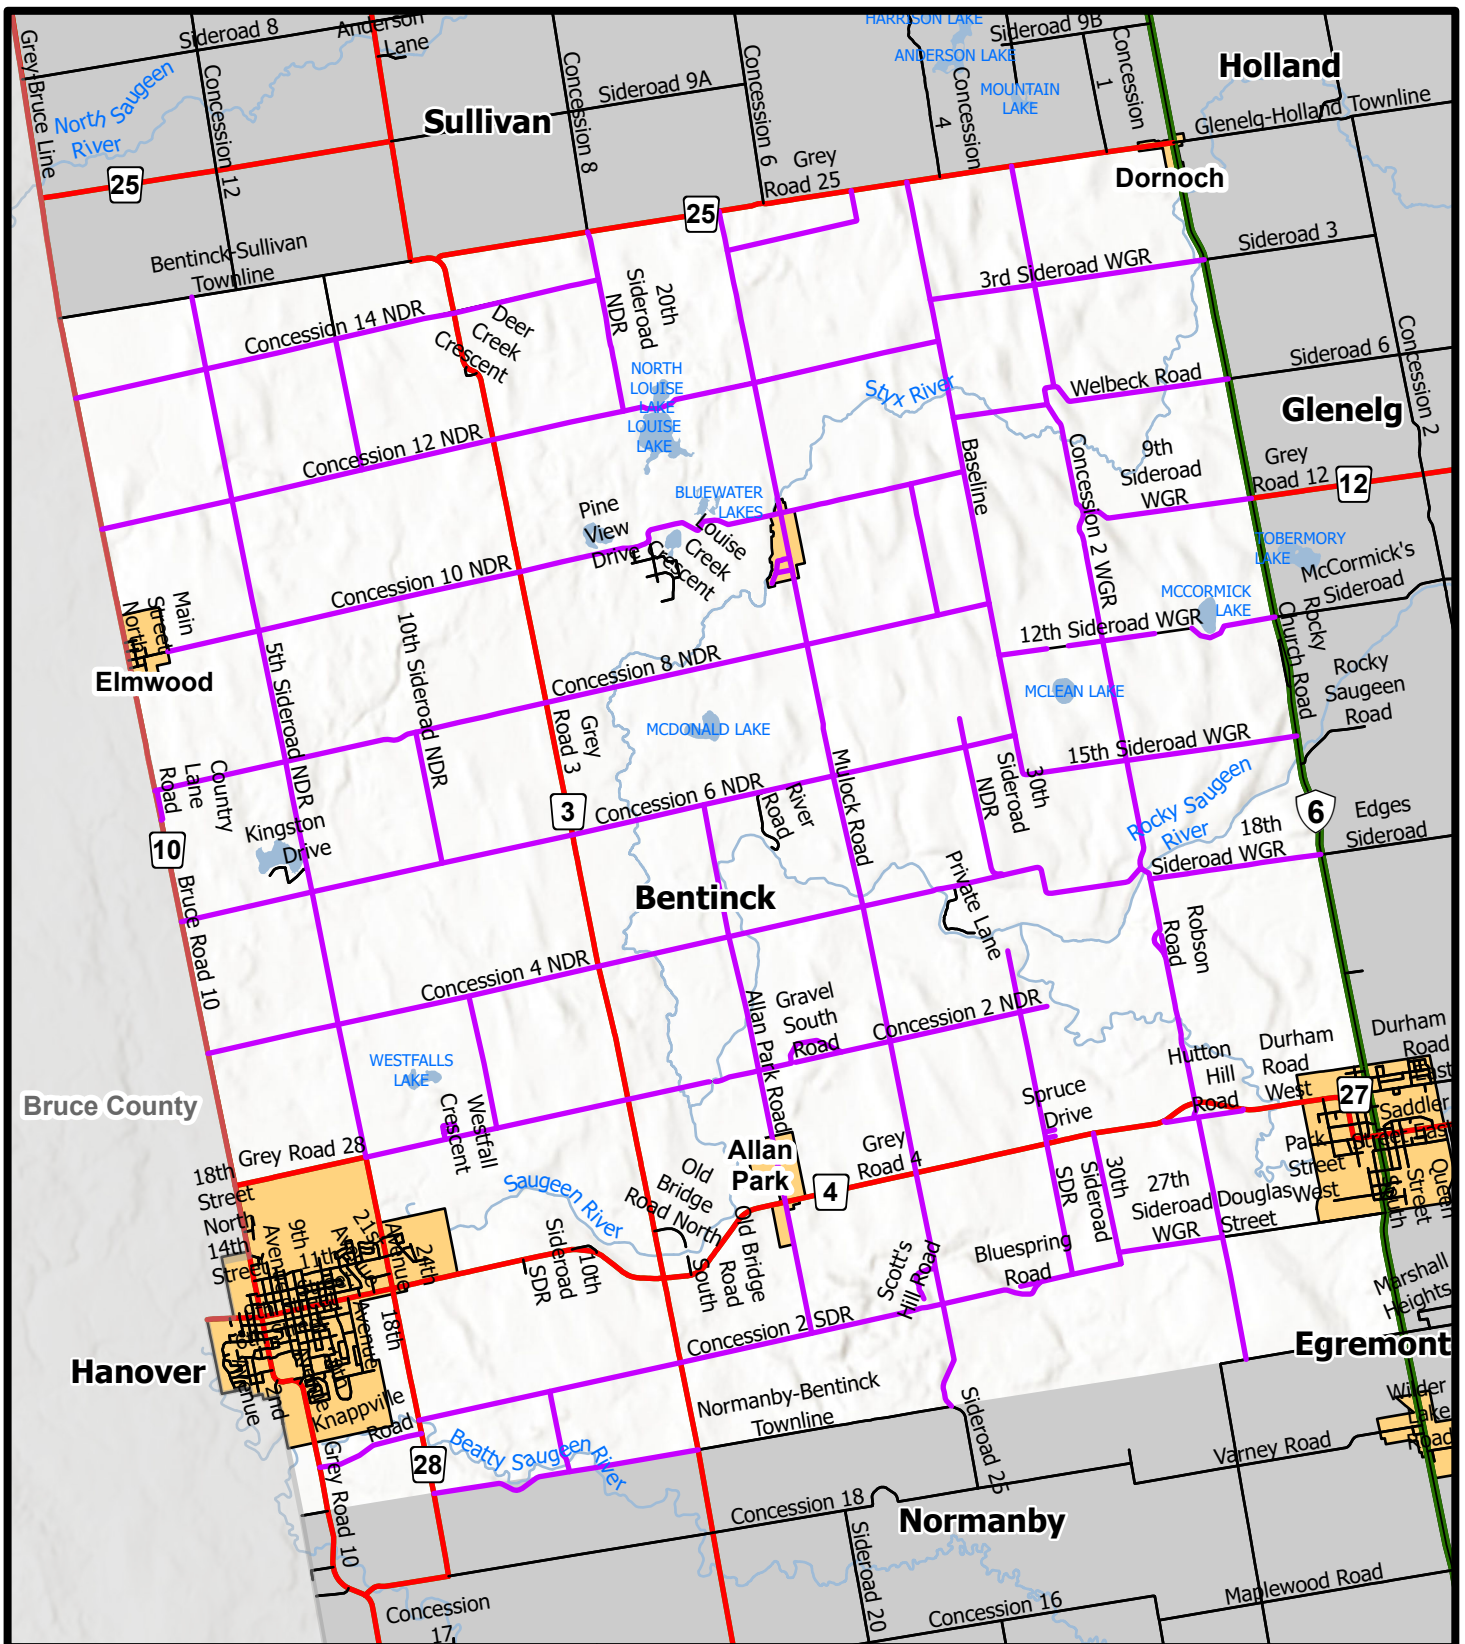 Sideroad 8
Anderson
Lane
HARRISON LAKE
ANDERSON LAKE
Sideroad 9B
MOUNTAIN
LAKE
Concession
1
Holland
Grey-Bruce Line
North Saugeen
River
Concession 12
Sullivan
Concession 8
Sideroad 9A
Concession 6
Concession
4
Glenelg-Holland Townline
25
Grey
Road 25
Dornoch
25
Bentinck-Sullivan
Townline
Sideroad 3
3rd Sideroad WGR
20th
Sideroad
NDR
Concession 14 NDR
Deer
Creek
Crescent
Sideroad 6
Concession 2
NORTH
LOUISE
LAKE
LOUISE
LAKE
Styx River
Welbeck Road
Glenelg
Concession 12 NDR
Baseline
Concession 2 WGR
9th
Sideroad
WGR
Grey
Road 12
12
BLUEWATER
LAKES
Pine
View
Drive
Louise
Creek
Crescent
TOBERMORY
LAKE
McCormick's
Sideroad
Concession 10 NDR
MCCORMICK
LAKE
Main
Street
North
Elmwood
12th Sideroad WGR
Rocky
Church Road
Rocky
Saugeen
Road
5th Sideroad NDR
10th Sideroad NDR
Concession 8 NDR
MCLEAN LAKE
MCDONALD LAKE
Grey
Road 3
15th Sideroad WGR
Country
Lane
Road
Mulock Road
30th
Sideroad
NDR
Concession 6 NDR
River
Road
Rocky Saugeen
River
3
6
Edges
Sideroad
Kingston
Drive
10
18th
Sideroad WGR
Bentinck
Private Lane
Bruce Road 10
Robson
Road
Concession 4 NDR
Allan Park Road
Gravel
South
Road
Concession 2 NDR
WESTFALLS
LAKE
Hutton
Hill
Road
Durham
Road
West
Durham
Road
East
27
Bruce County
Westfall
Crescent
Spruce
Drive
Saddler
Street East
Grey Road 28
Allan
Park
Grey
Road 4
4
Park
Street
West
18th
Street
North
Saugeen River
Old
Bridge
Road North
30th
Sideroad
SDR
27th
Sideroad
WGR
Douglas
Street
Queen
Street
South
14th
Street
9th
Avenue
11th
21st
Avenue
24th
Avenue
10th
Sideroad
SDR
Old Bridge
Road
South
Scott's
Hill Road
Bluespring
Road
Marshall
Heights
18th
Avenue
Concession 2 SDR
Hanover
Egremont
2nd
Avenue
Knappville
Road
Normanby-Bentinck
Townline
Sideroad 25
Wilder
Lake
Road
Varney Road
Beatty Saugeen River
28
Grey Road 10
Concession 18
Normanby
Sideroad 20
Concession 16
Maplewood Road
Concession
17